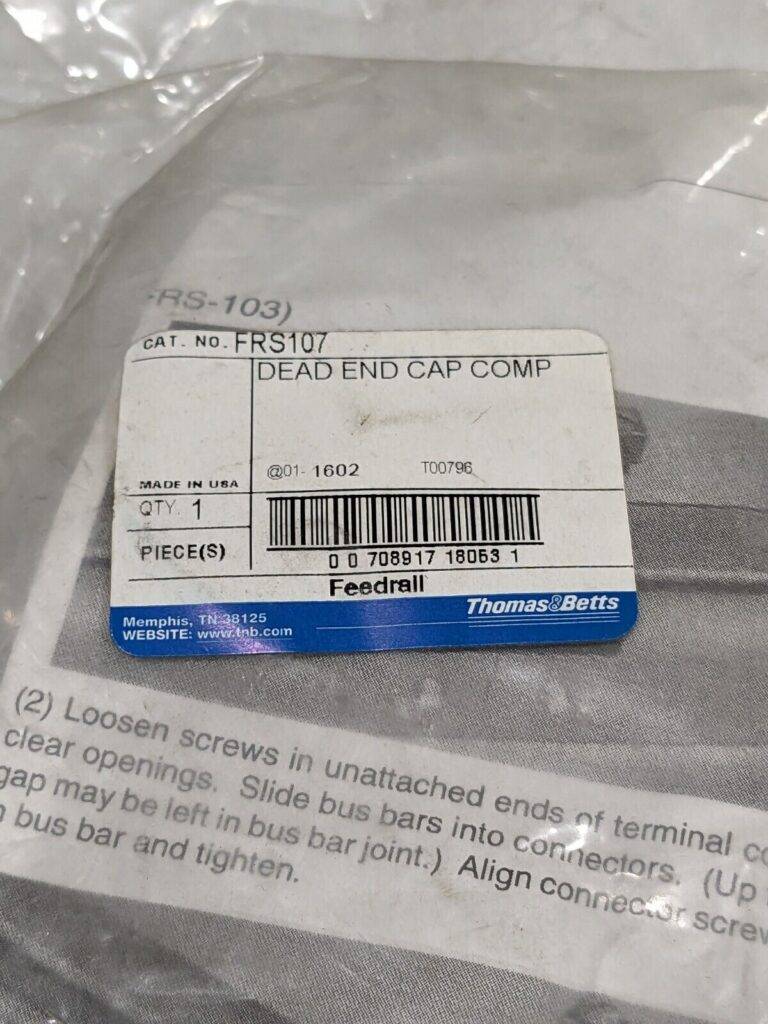 FRS-103)
CAT. NO. FRS107
DEAD END CAP COMP
@01- 1602 T00796
MADE IN USA
QTY. 1
PIECE(S)
0 0 708917 18053 1
Feedrail
Memphis, TN 38125
WEBSITE: www.tnb.com
Thomas&Betts
(2) Loosen screws in unattached ends of terminal
clear openings. Slide bus bars into connectors. (Up
gap may be left in bus bar joint.) Align connector
bus bar and tighten.